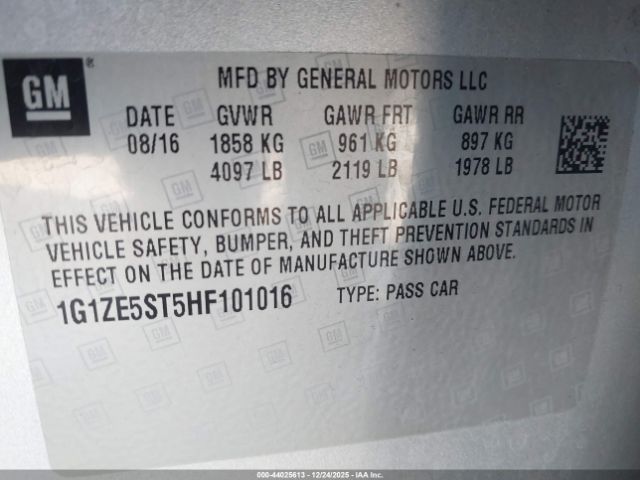 GM ®
MFD BY GENERAL MOTORS LLC
DATE GVWR GAWR FRT GAWR RR
08/16 1858 KG 961 KG 897 KG
4097 LB 2119 LB 1978 LB
THIS VEHICLE CONFORMS TO ALL APPLICABLE U.S. FEDERAL MOTOR
VEHICLE SAFETY, BUMPER, AND THEFT PREVENTION STANDARDS IN
EFFECT ON THE DATE OF MANUFACTURE SHOWN ABOVE.
1G1ZE5ST5HF101016 TYPE: PASS CAR
000-44025613 - 12/24/2025 - IAAI Inc.